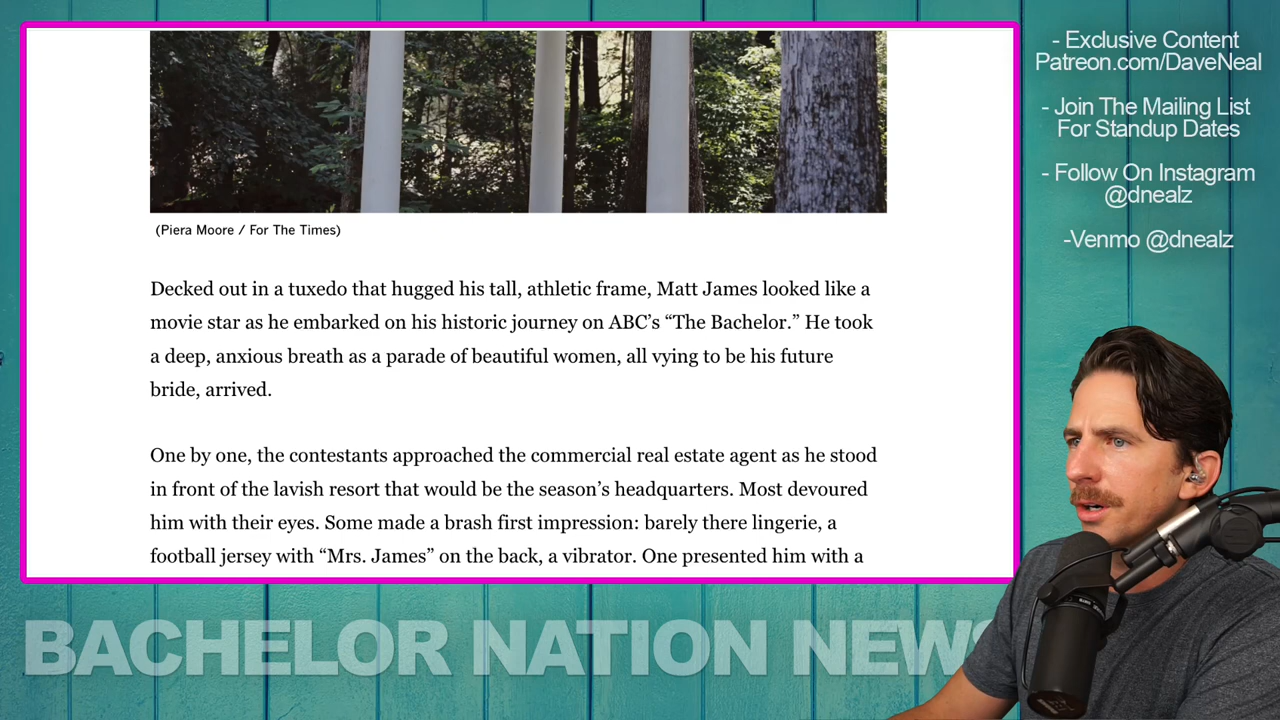 (Piera Moore / For The Times)
Decked out in a tuxedo that hugged his tall, athletic frame, Matt James looked like a
movie star as he embarked on his historic journey on ABC’s “The Bachelor.” He took
a deep, anxious breath as a parade of beautiful women, all vying to be his future
bride, arrived.
One by one, the contestants approached the commercial real estate agent as he stood
in front of the lavish resort that would be the season’s headquarters. Most devoured
him with their eyes. Some made a brash first impression: barely there lingerie, a
football jersey with “Mrs. James” on the back, a vibrator. One presented him with a
- Exclusive Content
Patreon.com/DaveNeal
- Join The Mailing List
For Standup Dates
- Follow On Instagram
@dnealz
-Venmo @dnealz
BACHELOR NATION NEWS